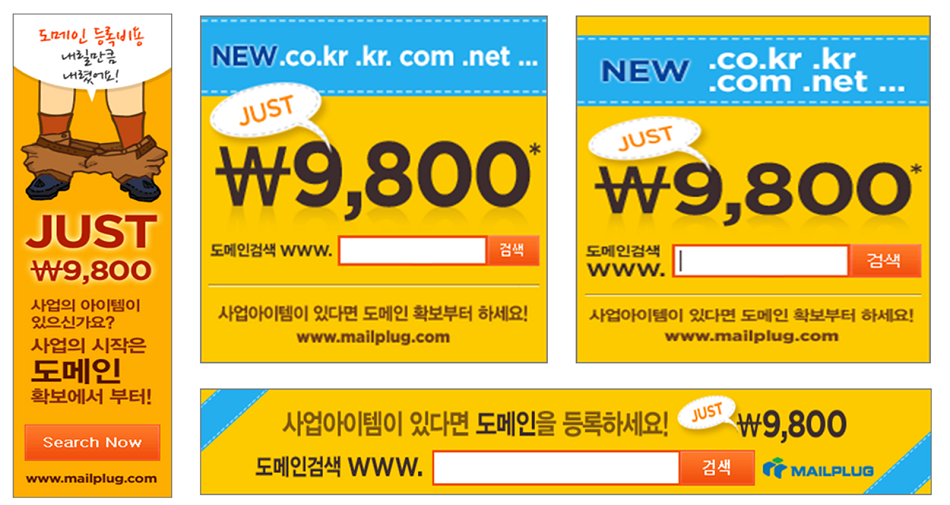 도메인 등록비용
내릴만큼
내렸어요!
JUST
₩9,800
사업의 아이템이
있으신가요?
사업의 시작은
도메인
확보에서 부터!
Search Now
www.mailplug.com
NEW .co.kr .kr. com .net ...
JUST
₩9,800*
도메인검색 www. 검색
사업아이템이 있다면 도메인 확보부터 하세요!
www.mailplug.com
NEW .co.kr .kr
.com .net ...
JUST
₩9,800*
도메인검색
www. 검색
사업아이템이 있다면 도메인 확보부터 하세요!
www.mailplug.com
사업아이템이 있다면 도메인을 등록하세요! JUST ₩9,800
도메인검색 www. 검색 MAILPLUG